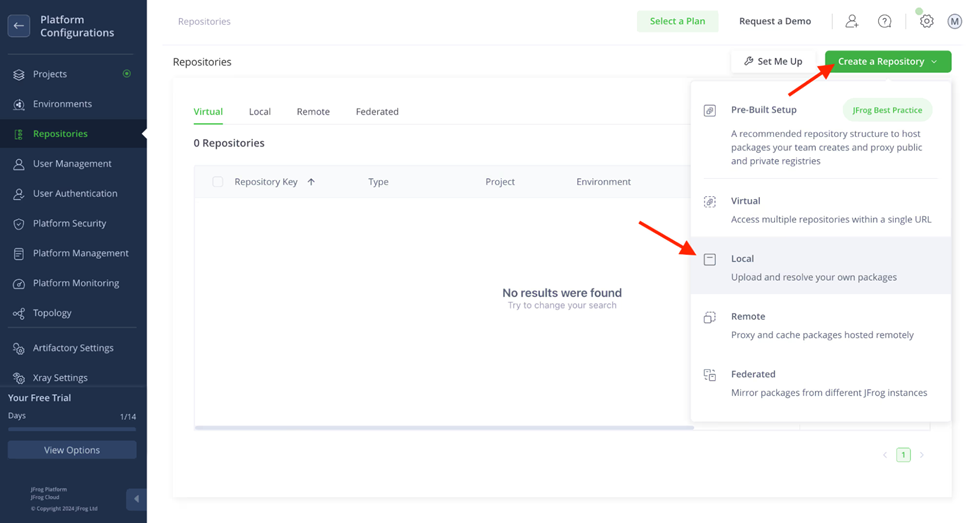 Platform
Configurations
Projects
Environments
Repositories
User Management
User Authentication
Platform Security
Platform Management
Platform Monitoring
Topology
Artifactory Settings
Xray Settings
Your Free Trial
Days 1/14
View Options
JFrog Platform
JFrog Cloud
© Copyright 2024 JFrog Ltd
Repositories
Select a Plan
Request a Demo
M
Repositories
Set Me Up
Create a Repository
Virtual Local Remote Federated
0 Repositories
Repository Key Type Project Environment
No results were found
Try to change your search
1
Pre-Built Setup
JFrog Best Practice
A recommended repository structure to host
packages your team creates and proxy public
and private registries
Virtual
Access multiple repositories within a single URL
Local
Upload and resolve your own packages
Remote
Proxy and cache packages hosted remotely
Federated
Mirror packages from different JFrog instances